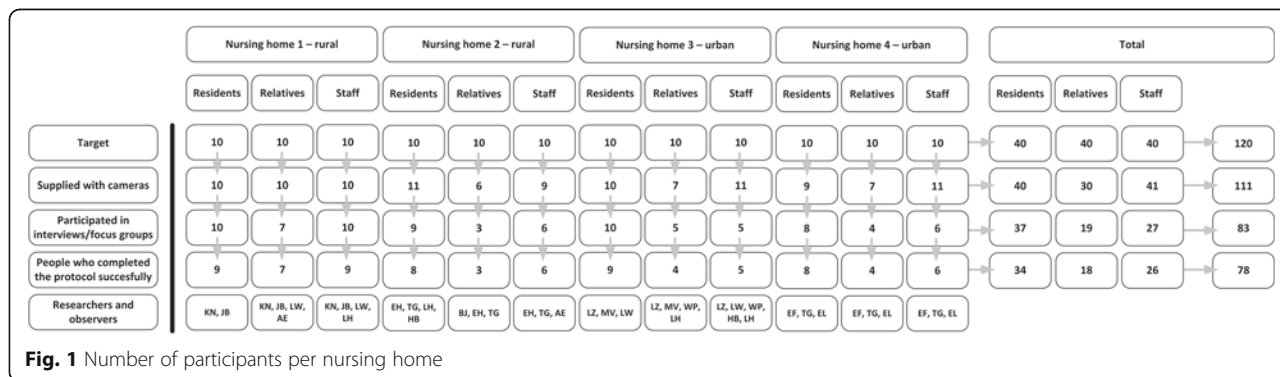 Nursing home 1 – rural Nursing home 2 – rural Nursing home 3 – urban Nursing home 4 – urban Total
Residents Relatives Staff Residents Relatives Staff Residents Relatives Staff Residents Relatives Staff Residents Relatives Staff
Target 10 10 10 10 10 10 10 10 10 10 10 10 40 40 40 120
Supplied with cameras 10 10 10 11 6 9 10 7 11 9 7 11 40 30 41 111
Participated in
interviews/focus groups 10 7 10 9 3 6 10 5 5 8 4 6 37 19 27 83
People who completed
the protocol succesfully 9 7 9 8 3 6 9 4 5 8 4 6 34 18 26 78
Researchers and
observers KN, JB KN, JB, LW, AE KN, JB, LW, LH EH, TG, LH, HB BJ, EH, TG EH, TG, AE LZ, MV, LW LZ, MV, WP, LH LZ, LW, WP, HB, LH EF, TG, EL EF, TG, EL EF, TG, EL
Fig. 1 Number of participants per nursing home